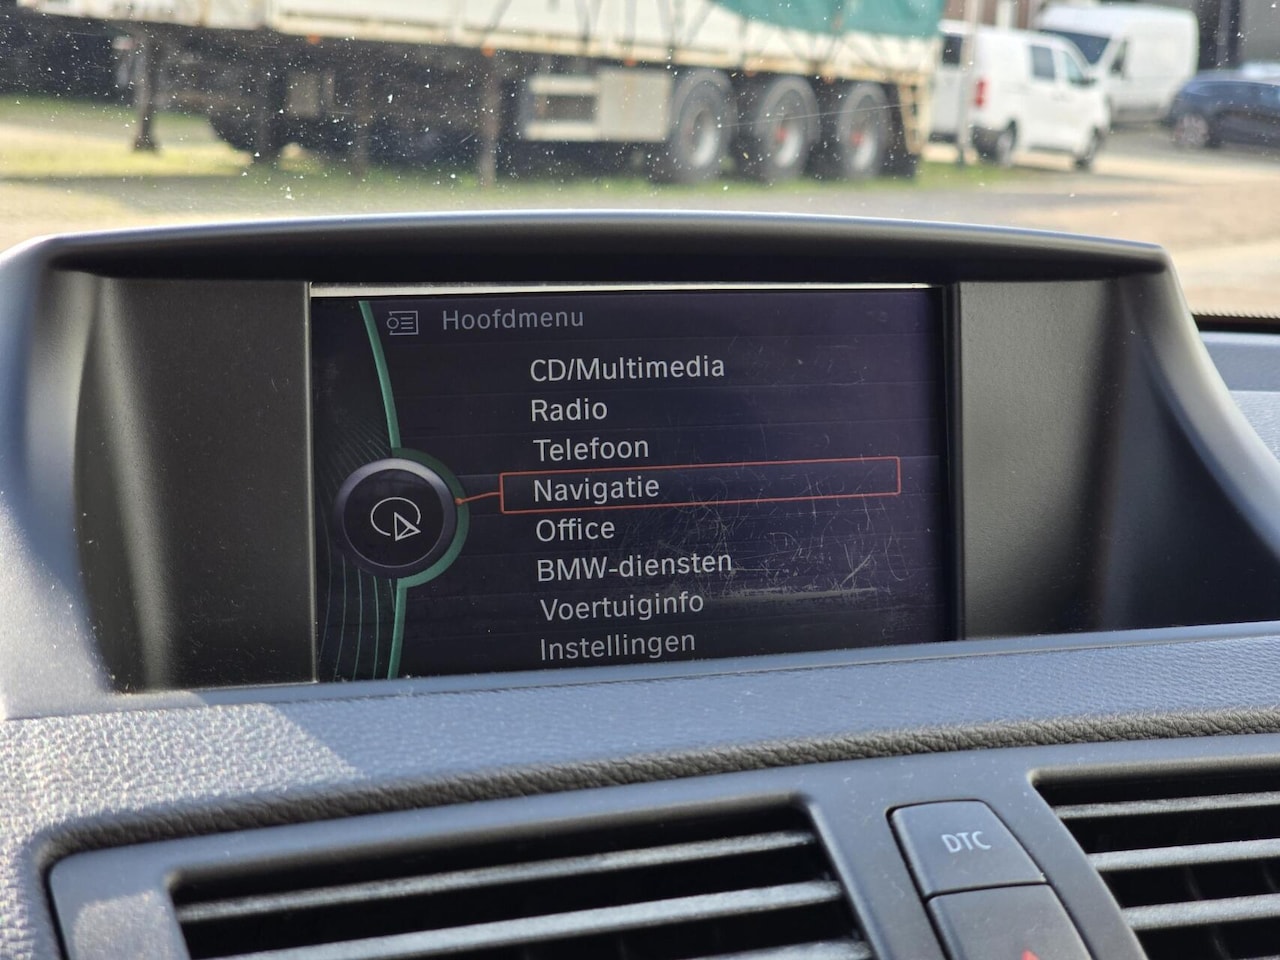 Hoofdmenu
CD/Multimedia
Radio
Telefoon
Navigatie
Office
BMW-diensten
Voertuiginfo
Instellingen
DTC